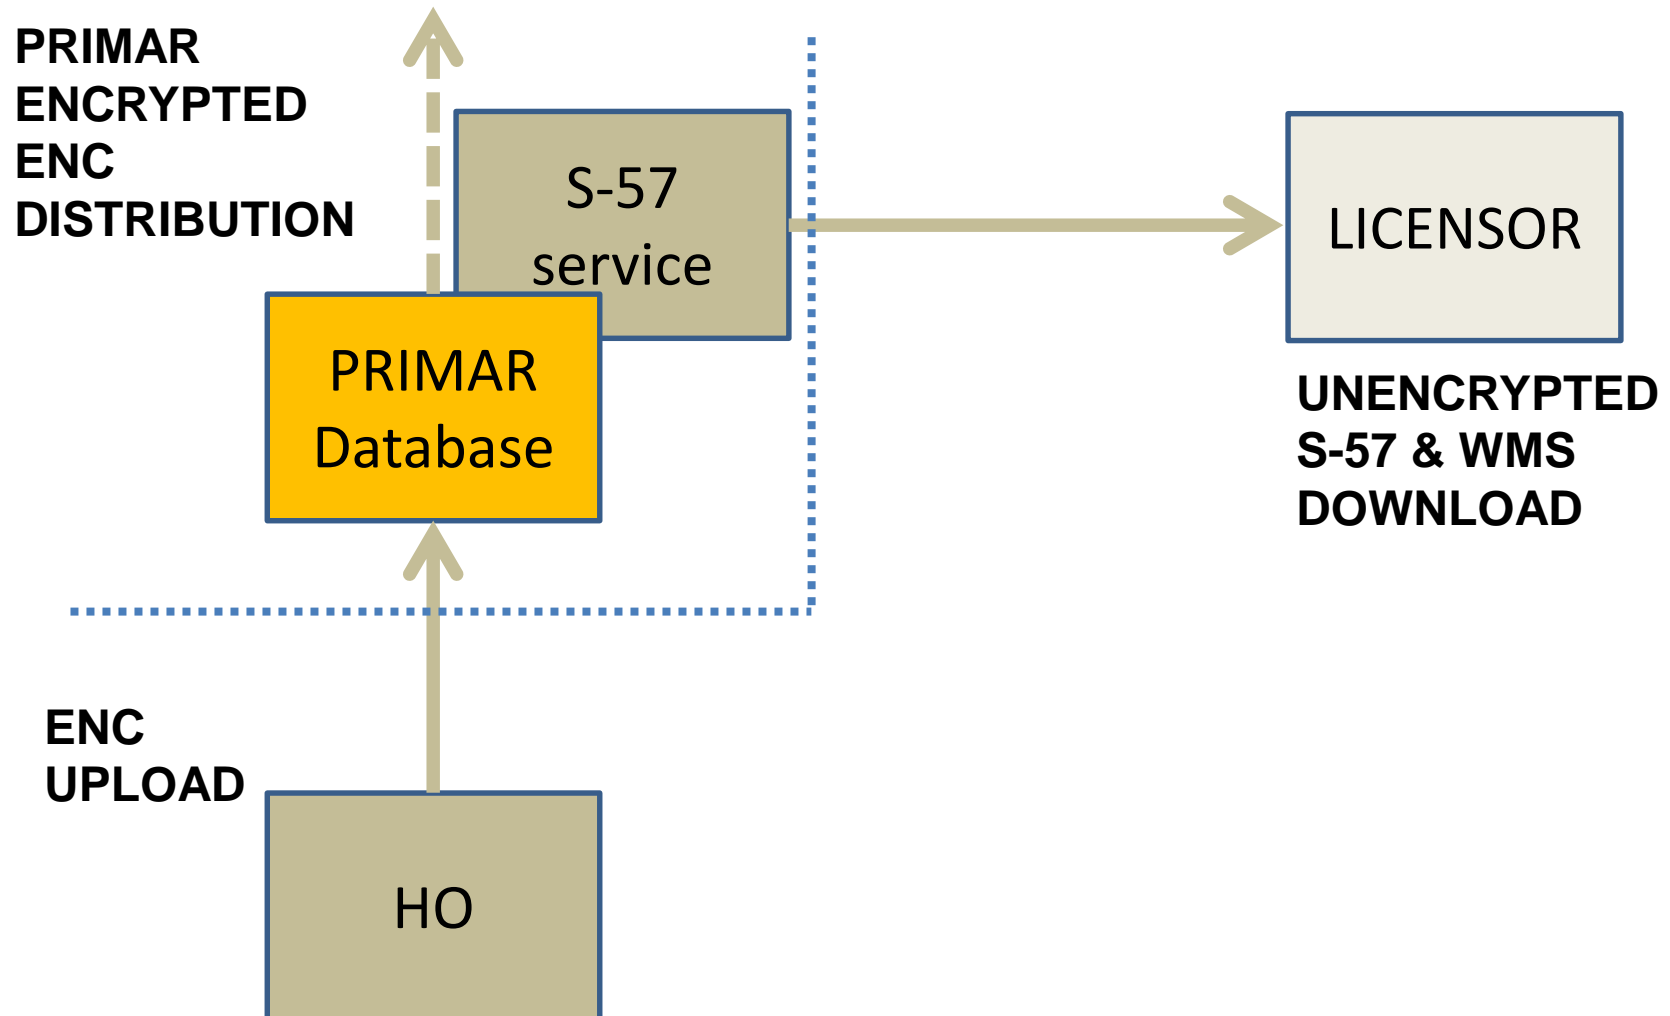 PRIMAR
ENCRYPTED
ENC
DISTRIBUTION
S-57
service
LICENSOR
PRIMAR
Database
UNENCRYPTED
S-57 & WMS
DOWNLOAD
ENC
UPLOAD
HO